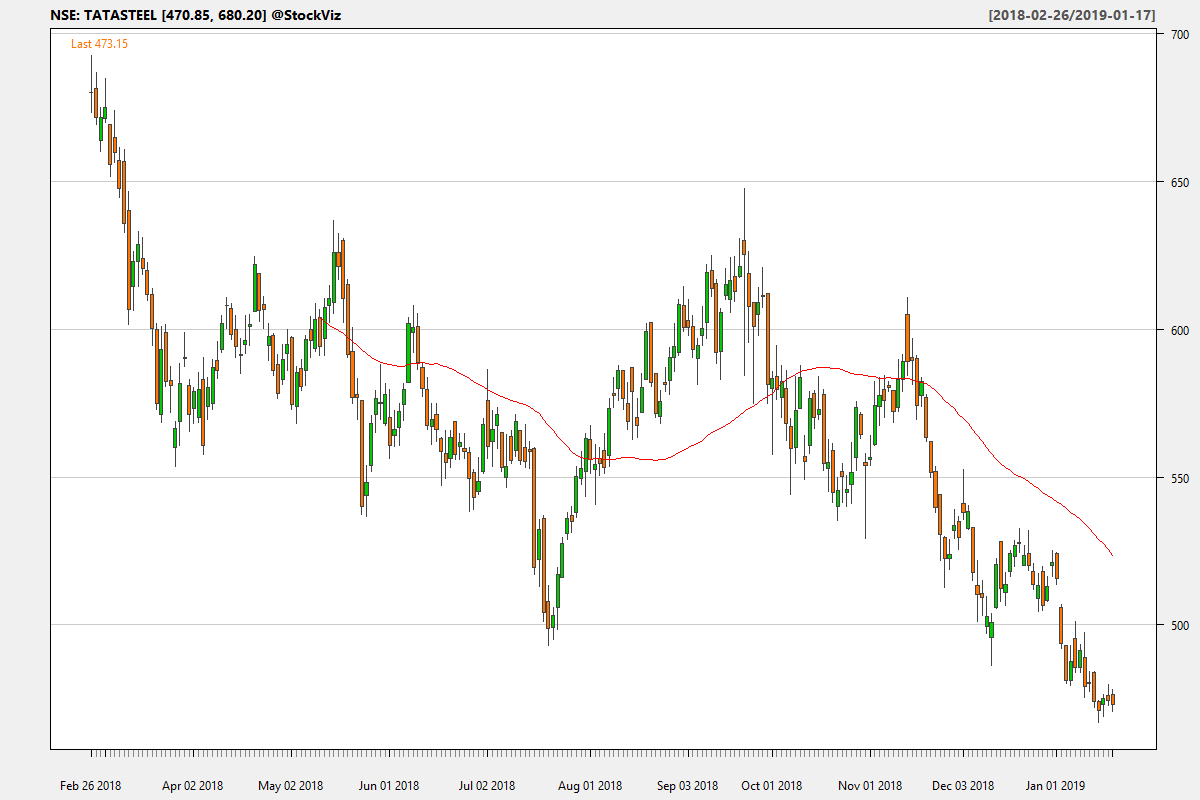 NSE: TATASTEEL [470.85, 680.20] @StockViz
[2018-02-26/2019-01-17]
Last 473.15
700
650
600
550
500
Feb 26 2018
Apr 02 2018
May 02 2018
Jun 01 2018
Jul 02 2018
Aug 01 2018
Sep 03 2018
Oct 01 2018
Nov 01 2018
Dec 03 2018
Jan 01 2019